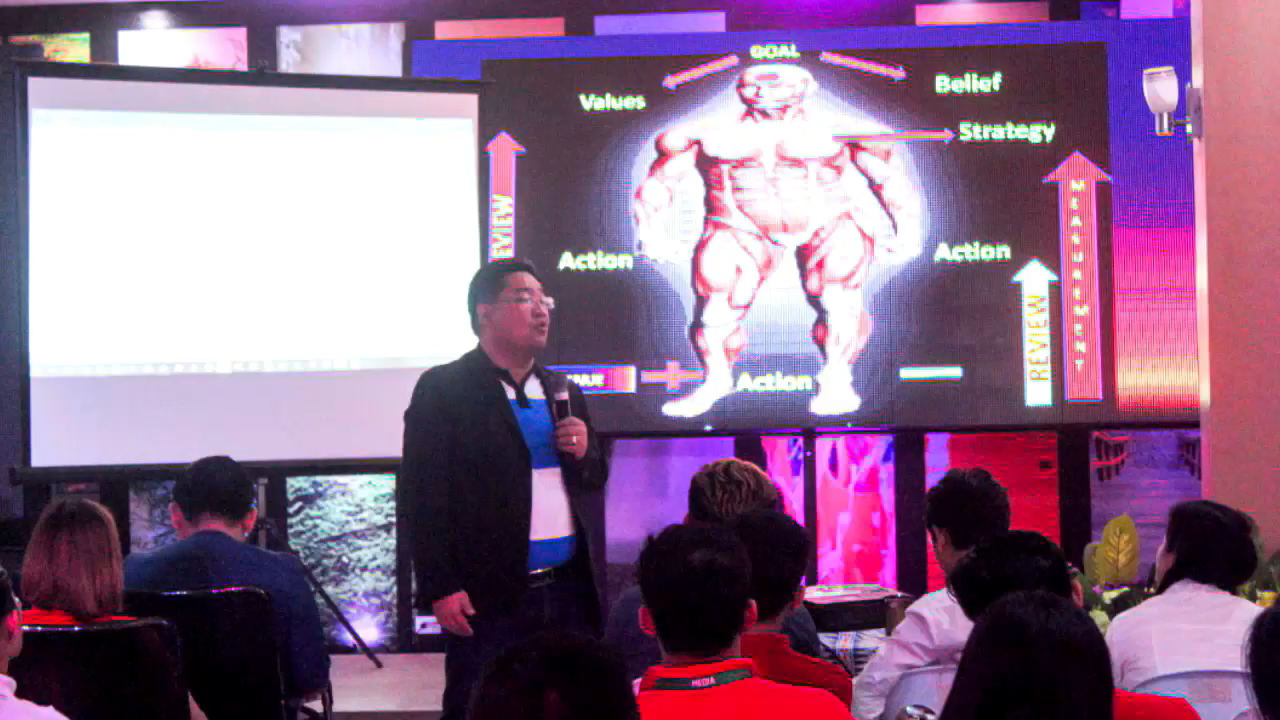 GOAL
Values
Belief
Strategy
REVIEW
MEASUREMENT
Action
Action
REVIEW
Action
MEDIA